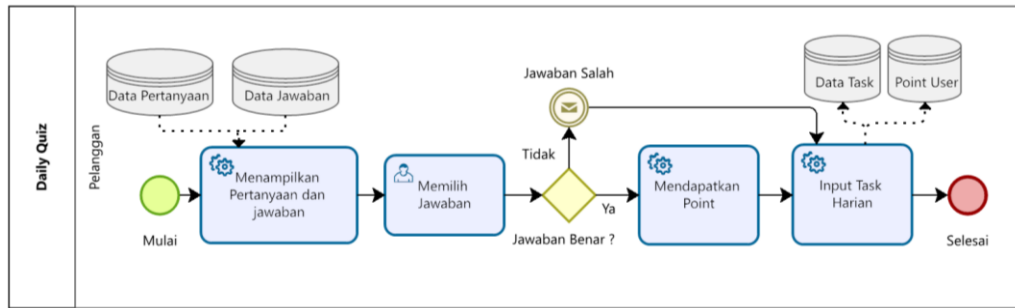 Daily Quiz
Pelanggan
Data Pertanyaan
Data Jawaban
Mulai
Menampilkan
Pertanyaan dan
jawaban
Memilih
Jawaban
Jawaban Salah
Tidak
Ya
Jawaban Benar ?
Mendapatkan
Point
Data Task
Point User
Input Task
Harian
Selesai